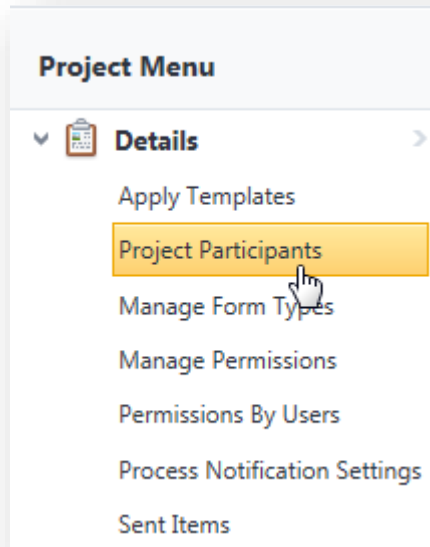 Project Menu
Details
Apply Templates
Project Participants
Manage Form Types
Manage Permissions
Permissions By Users
Process Notification Settings
Sent Items